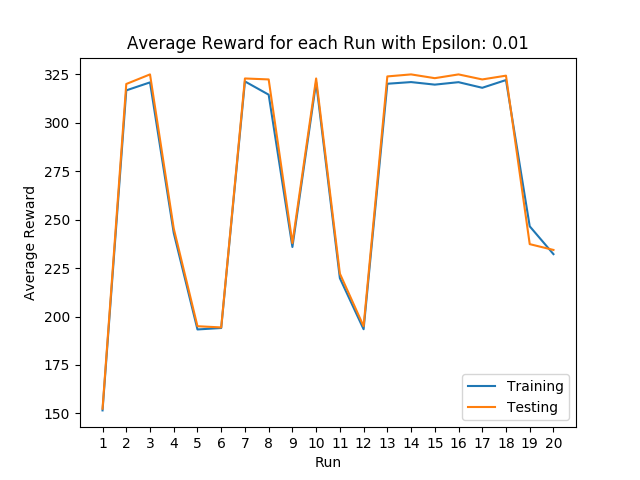 Average Reward for each Run with Epsilon: 0.01
325
300
275
250
225
200
175
150
Average Reward
1 2 3 4 5 6 7 8 9 10 11 12 13 14 15 16 17 18 19 20
Run
Training
Testing